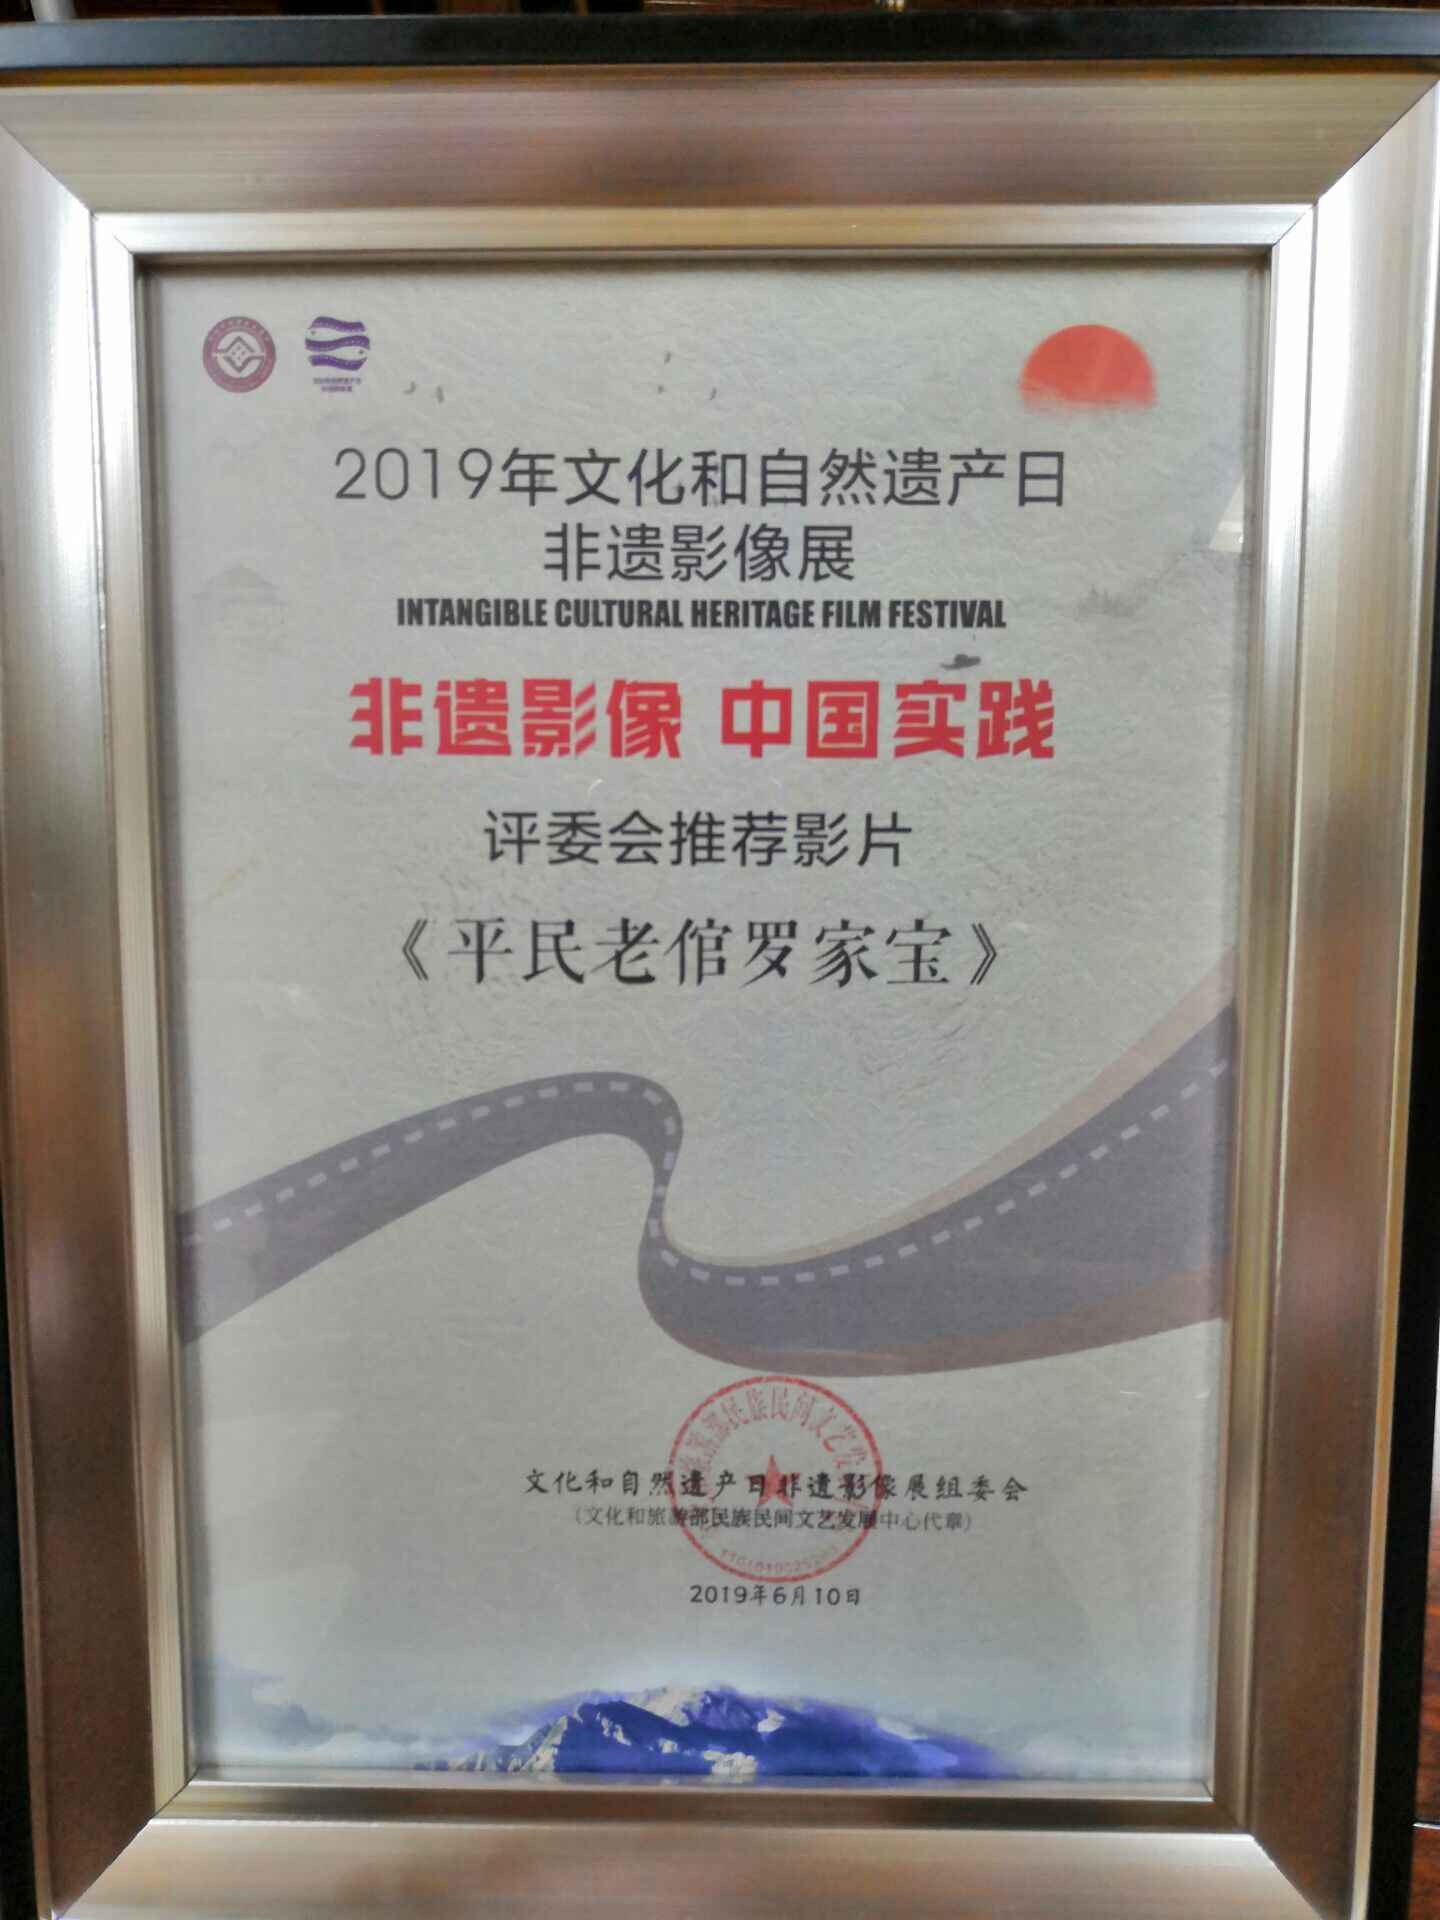 2019年文化和自然遗产日
非遗影像展
INTANGIBLE CULTURAL HERITAGE FILM FESTIVAL
非遗影像 中国实践
评委会推荐影片
《平民老倌罗家宝》
文化和自然遗产日非遗影像展组委会
（文化和旅游部民族民间文艺发展中心代章）
2019年6月10日